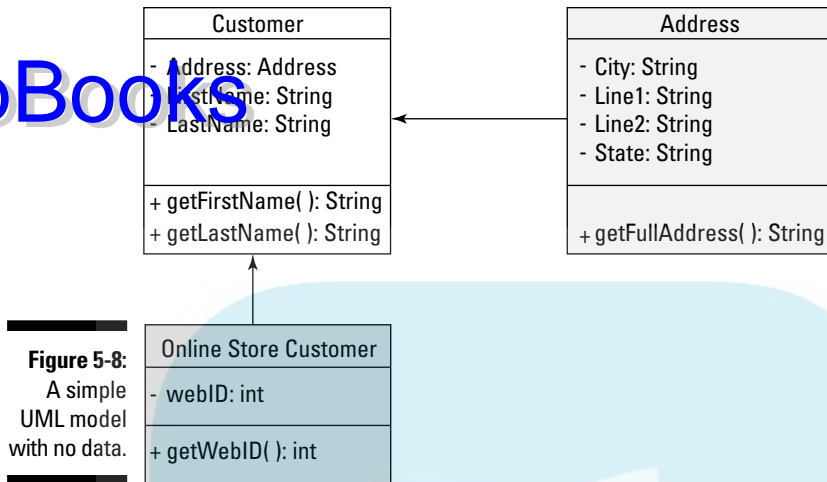 Customer
- Address: Address
- FirstName: String
- LastName: String
+ getFirstName( ): String
+ getLastName( ): String
Address
- City: String
- Line1: String
- Line2: String
- State: String
+ getFullAddress( ): String
Online Store Customer
- webID: int
+ getWebID( ): int
Figure 5-8:
A simple
UML model
with no data.
Books